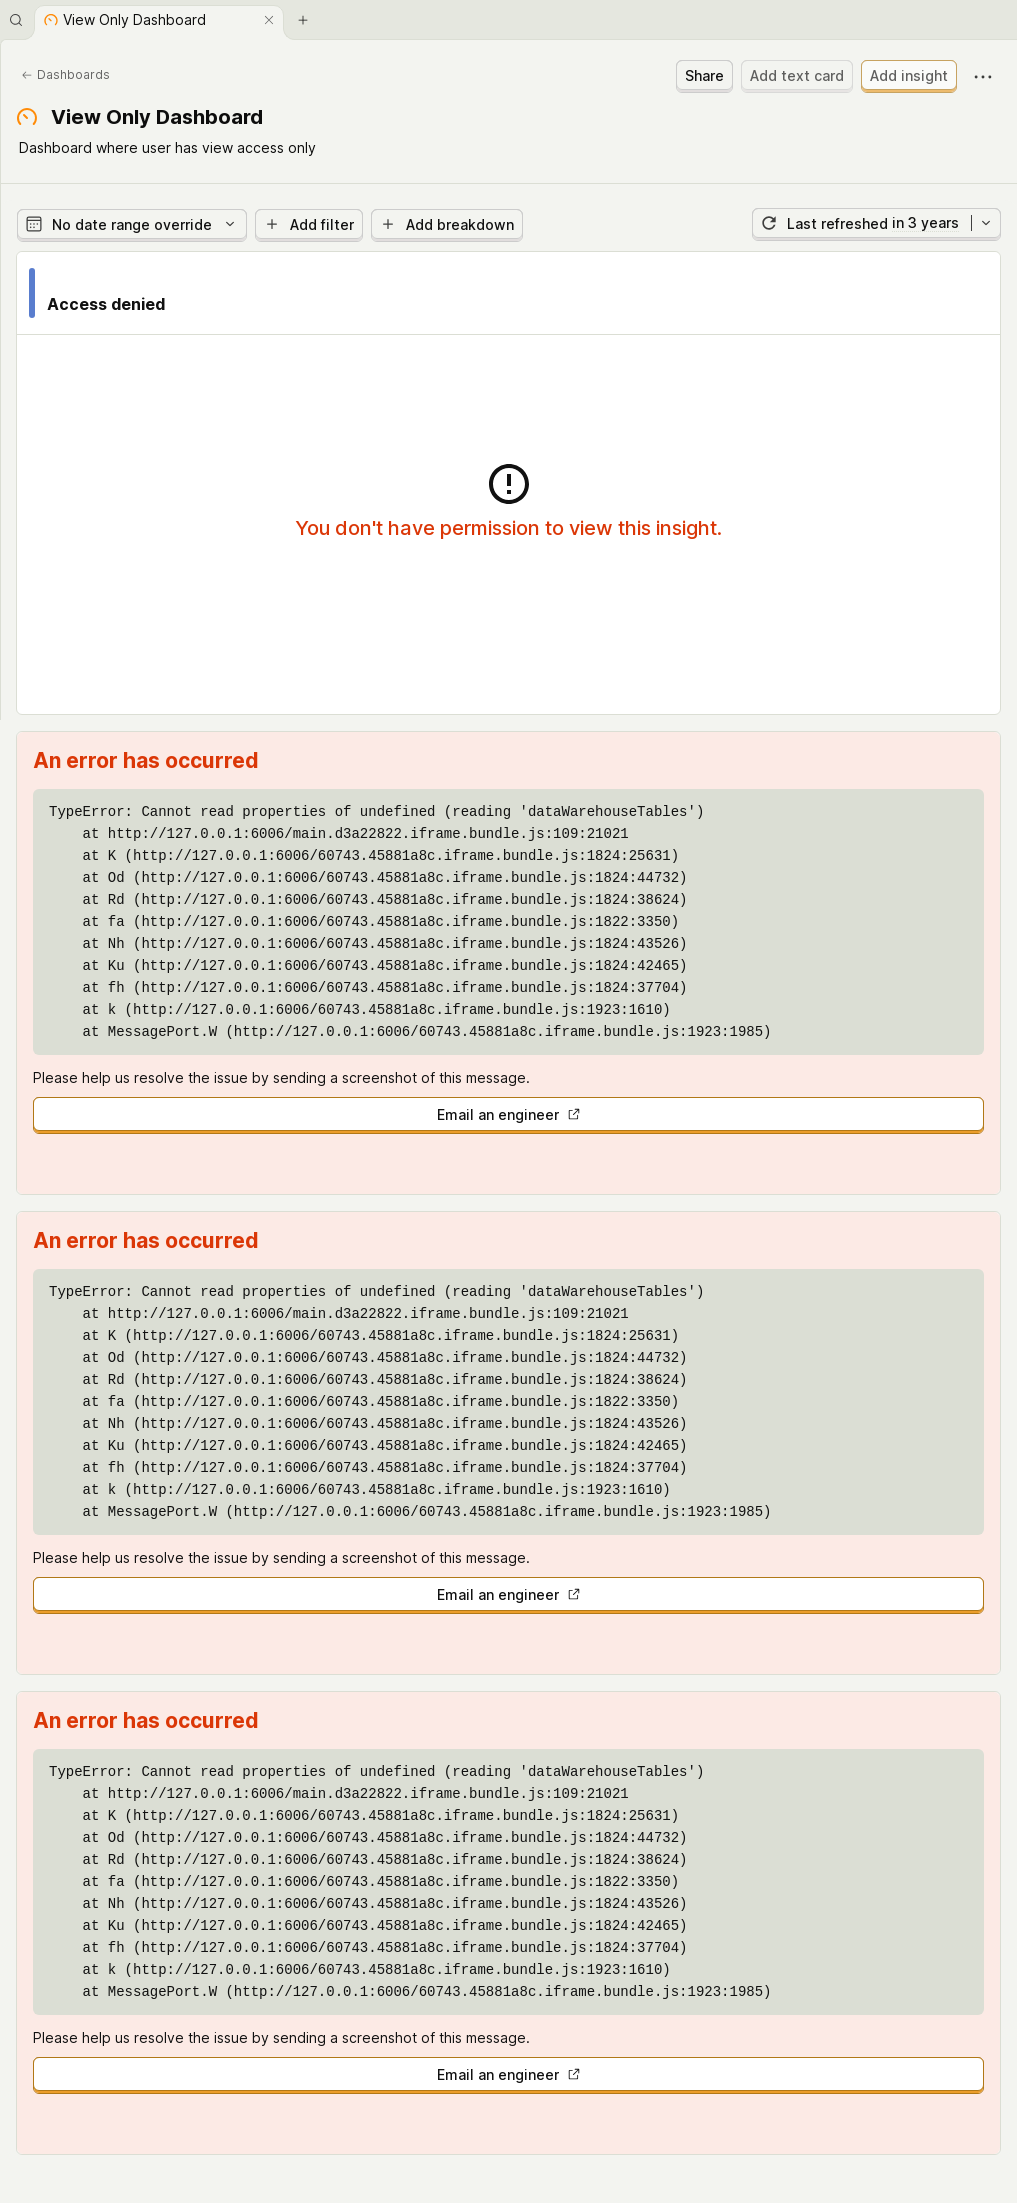 View Only Dashboard
Dashboards
Share
Add text card
Add insight
View Only Dashboard
Dashboard where user has view access only
No date range override
Add filter
Add breakdown
Last refreshed in 3 years
Access denied
You don't have permission to view this insight.
An error has occurred
TypeError: Cannot read properties of undefined (reading 'dataWarehouseTables')
    at http://127.0.0.1:6006/main.d3a22822.iframe.bundle.js:109:21021
    at K (http://127.0.0.1:6006/60743.45881a8c.iframe.bundle.js:1824:25631)
    at Od (http://127.0.0.1:6006/60743.45881a8c.iframe.bundle.js:1824:44732)
    at Rd (http://127.0.0.1:6006/60743.45881a8c.iframe.bundle.js:1824:38624)
    at fa (http://127.0.0.1:6006/60743.45881a8c.iframe.bundle.js:1822:3350)
    at Nh (http://127.0.0.1:6006/60743.45881a8c.iframe.bundle.js:1824:43526)
    at Ku (http://127.0.0.1:6006/60743.45881a8c.iframe.bundle.js:1824:42465)
    at fh (http://127.0.0.1:6006/60743.45881a8c.iframe.bundle.js:1824:37704)
    at k (http://127.0.0.1:6006/60743.45881a8c.iframe.bundle.js:1923:1610)
    at MessagePort.W (http://127.0.0.1:6006/60743.45881a8c.iframe.bundle.js:1923:1985)
Please help us resolve the issue by sending a screenshot of this message.
Email an engineer
An error has occurred
TypeError: Cannot read properties of undefined (reading 'dataWarehouseTables')
    at http://127.0.0.1:6006/main.d3a22822.iframe.bundle.js:109:21021
    at K (http://127.0.0.1:6006/60743.45881a8c.iframe.bundle.js:1824:25631)
    at Od (http://127.0.0.1:6006/60743.45881a8c.iframe.bundle.js:1824:44732)
    at Rd (http://127.0.0.1:6006/60743.45881a8c.iframe.bundle.js:1824:38624)
    at fa (http://127.0.0.1:6006/60743.45881a8c.iframe.bundle.js:1822:3350)
    at Nh (http://127.0.0.1:6006/60743.45881a8c.iframe.bundle.js:1824:43526)
    at Ku (http://127.0.0.1:6006/60743.45881a8c.iframe.bundle.js:1824:42465)
    at fh (http://127.0.0.1:6006/60743.45881a8c.iframe.bundle.js:1824:37704)
    at k (http://127.0.0.1:6006/60743.45881a8c.iframe.bundle.js:1923:1610)
    at MessagePort.W (http://127.0.0.1:6006/60743.45881a8c.iframe.bundle.js:1923:1985)
Please help us resolve the issue by sending a screenshot of this message.
Email an engineer
An error has occurred
TypeError: Cannot read properties of undefined (reading 'dataWarehouseTables')
    at http://127.0.0.1:6006/main.d3a22822.iframe.bundle.js:109:21021
    at K (http://127.0.0.1:6006/60743.45881a8c.iframe.bundle.js:1824:25631)
    at Od (http://127.0.0.1:6006/60743.45881a8c.iframe.bundle.js:1824:44732)
    at Rd (http://127.0.0.1:6006/60743.45881a8c.iframe.bundle.js:1824:38624)
    at fa (http://127.0.0.1:6006/60743.45881a8c.iframe.bundle.js:1822:3350)
    at Nh (http://127.0.0.1:6006/60743.45881a8c.iframe.bundle.js:1824:43526)
    at Ku (http://127.0.0.1:6006/60743.45881a8c.iframe.bundle.js:1824:42465)
    at fh (http://127.0.0.1:6006/60743.45881a8c.iframe.bundle.js:1824:37704)
    at k (http://127.0.0.1:6006/60743.45881a8c.iframe.bundle.js:1923:1610)
    at MessagePort.W (http://127.0.0.1:6006/60743.45881a8c.iframe.bundle.js:1923:1985)
Please help us resolve the issue by sending a screenshot of this message.
Email an engineer